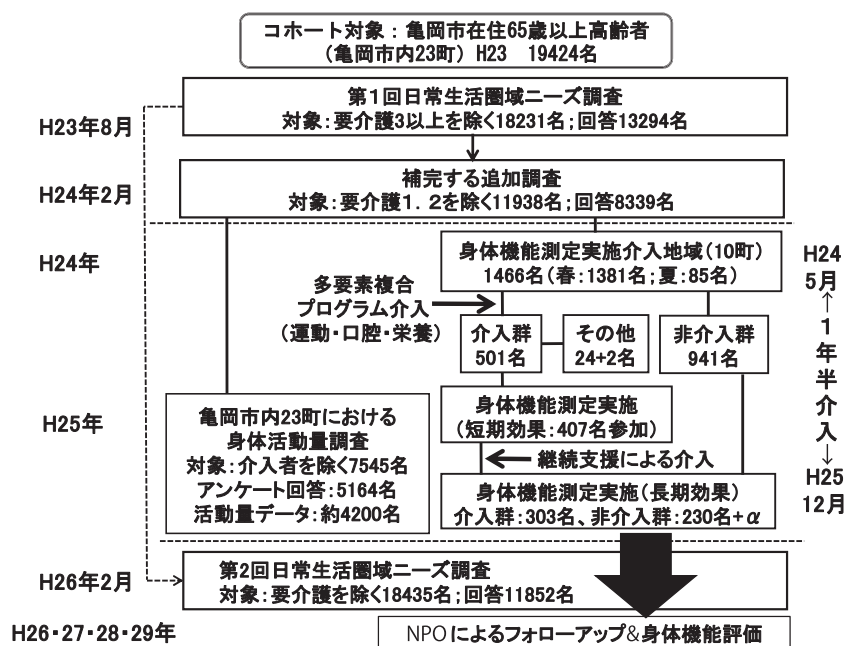 コホート対象：亀岡市在住65歳以上高齢者
（亀岡市内23町）H23　19424名
H23年8月
第1回日常生活圏域ニーズ調査
対象：要介護3以上を除く18231名；回答13294名
H24年2月
補完する追加調査
対象：要介護1．2を除く11938名；回答8339名
H24年
身体機能測定実施介入地域（10町）
1466名（春：1381名；夏：85名）
多要素複合
プログラム介入
（運動・口腔・栄養）
介入群
501名
その他
24+2名
非介入群
941名
H24
5月
↑
1
年
半
介
入
↓
H25
12月
H25年
亀岡市内23町における
身体活動量調査
対象：介入者を除く7545名
アンケート回答：5164名
活動量データ：約4200名
身体機能測定実施
（短期効果：407名参加）
継続支援による介入
身体機能測定実施（長期効果）
介入群：303名、非介入群：230名+α
H26年2月
第2回日常生活圏域ニーズ調査
対象：要介護を除く18435名；回答11852名
H26・27・28・29年
NPOによるフォローアップ&身体機能評価